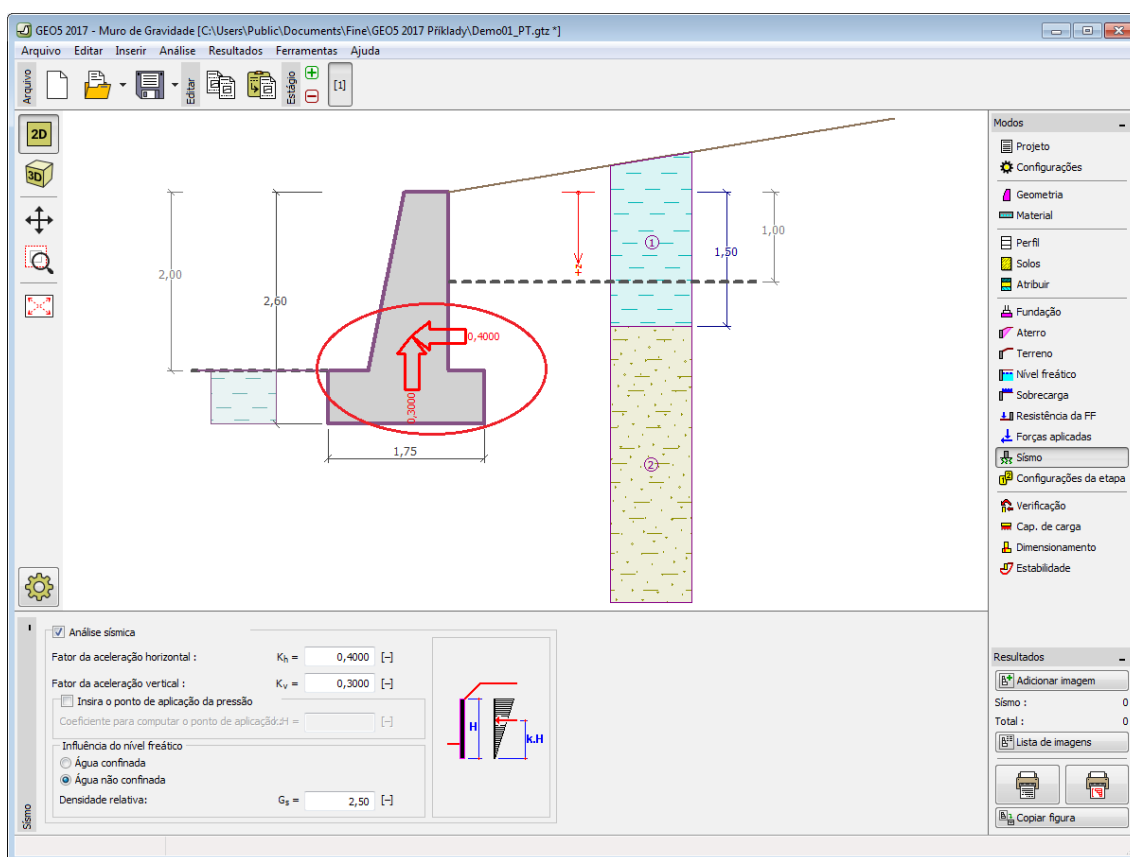 GEO5 2017 - Muro de Gravidade [C:\Users\Public\Documents\Fine\GEO5 2017 Příklady\Demo01_PT.gtz *]
Arquivo Editar Inserir Análise Resultados Ferramentas Ajuda
Arquivo
Editar
Estágio
[1]
2D
3D
2,00
2,60
1,75
0,4000
0,3000
+z
1
2
1,50
1,00
Modos
Projeto
Configurações
Geometria
Material
Perfil
Solos
Atribuir
Fundação
Aterro
Terreno
Nível freático
Sobrecarga
Resistência da FF
Forças aplicadas
Sísmo
Configurações da etapa
Verificação
Cap. de carga
Dimensionamento
Estabilidade
Sísmo
Análise sísmica
Fator da aceleração horizontal : Kh = 0,4000 [–]
Fator da aceleração vertical : Kv = 0,3000 [–]
Insira o ponto de aplicação da pressão
Coeficiente para computar o ponto de aplicação: H = [–]
Influência do nível freático
Água confinada
Água não confinada
Densidade relativa: Gs = 2,50 [–]
H
k.H
Resultados
Adicionar imagem
Sísmo : 0
Total : 0
Lista de imagens
Copiar figura